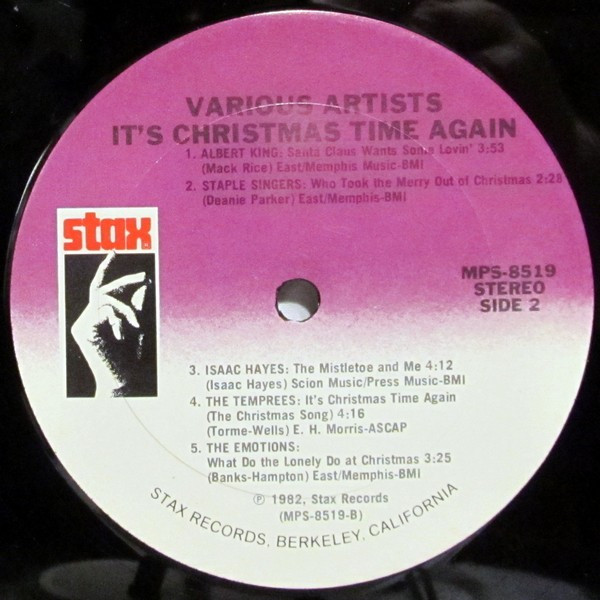 VARIOUS ARTISTS
IT'S CHRISTMAS TIME AGAIN
1. ALBERT KING: Santa Claus Wants Some Lovin' 3:53
(Mack Rice) East/Memphis Music-BMI
2. STAPLE SINGERS: Who Took the Merry Out of Christmas 2:28
(Deanie Parker) East/Memphis-BMI
stax
MPS-8519
STEREO
SIDE 2
3. ISAAC HAYES: The Mistletoe and Me 4:12
(Isaac Hayes) Scion Music/Press Music-BMI
4. THE TEMPREES: It's Christmas Time Again
(The Christmas Song) 4:16
(Torme-Wells) E. H. Morris-ASCAP
5. THE EMOTIONS:
What Do the Lonely Do at Christmas 3:25
(Banks-Hampton) East/Memphis-BMI
℗ 1982, Stax Records
(MPS-8519-B)
STAX RECORDS, BERKELEY, CALIFORNIA